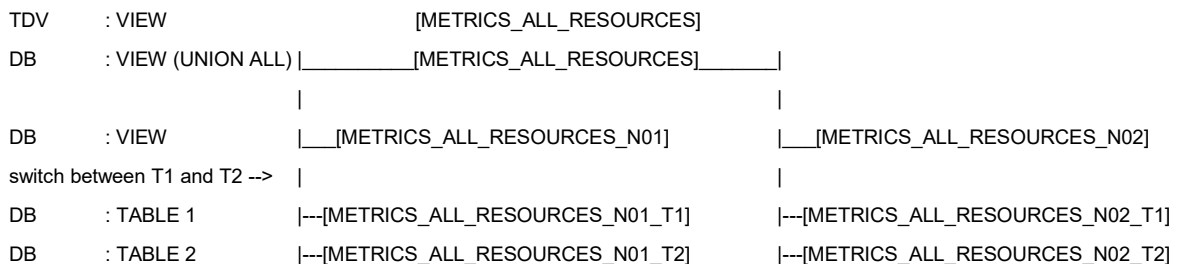 TDV : VIEW [METRICS_ALL_RESOURCES]
DB : VIEW (UNION ALL) |__________[METRICS_ALL_RESOURCES]_______|
| |
DB : VIEW |___[METRICS_ALL_RESOURCES_N01] |___[METRICS_ALL_RESOURCES_N02]
switch between T1 and T2 --> | |
DB : TABLE 1 |---[METRICS_ALL_RESOURCES_N01_T1] |---[METRICS_ALL_RESOURCES_N02_T1]
DB : TABLE 2 |---[METRICS_ALL_RESOURCES_N01_T2] |---[METRICS_ALL_RESOURCES_N02_T2]